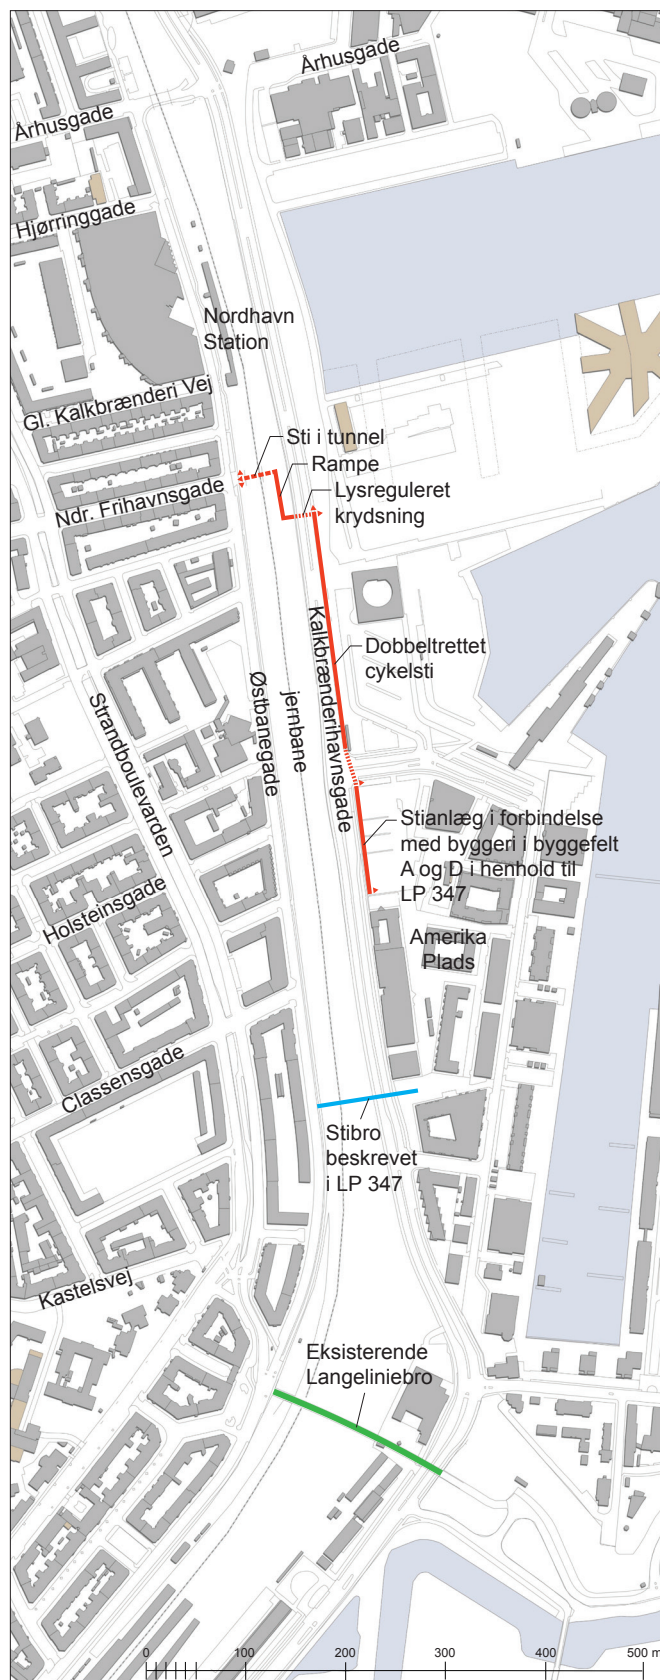 Århusgade
Århusgade
Hjørringgade
Nordhavn
Station
Gl. Kalkbrænderi Vej
Sti i tunnel
Rampe
Ndr. Frihavnsgade
Lysreguleret
krydsning
Kalkbrænderihavnsgade
Dobbeltrettet
cykelsti
Østbanegade
jernbane
Strandboulevarden
Stianlæg i forbindelse
med byggeri i byggefelt
A og D i henhold til
LP 347
Holsteinsgade
Amerika
Plads
Classensgade
Stibro
beskrevet
i LP 347
Kastelsvej
Eksisterende
Langeliniebro
0 100 200 300 400 500 m